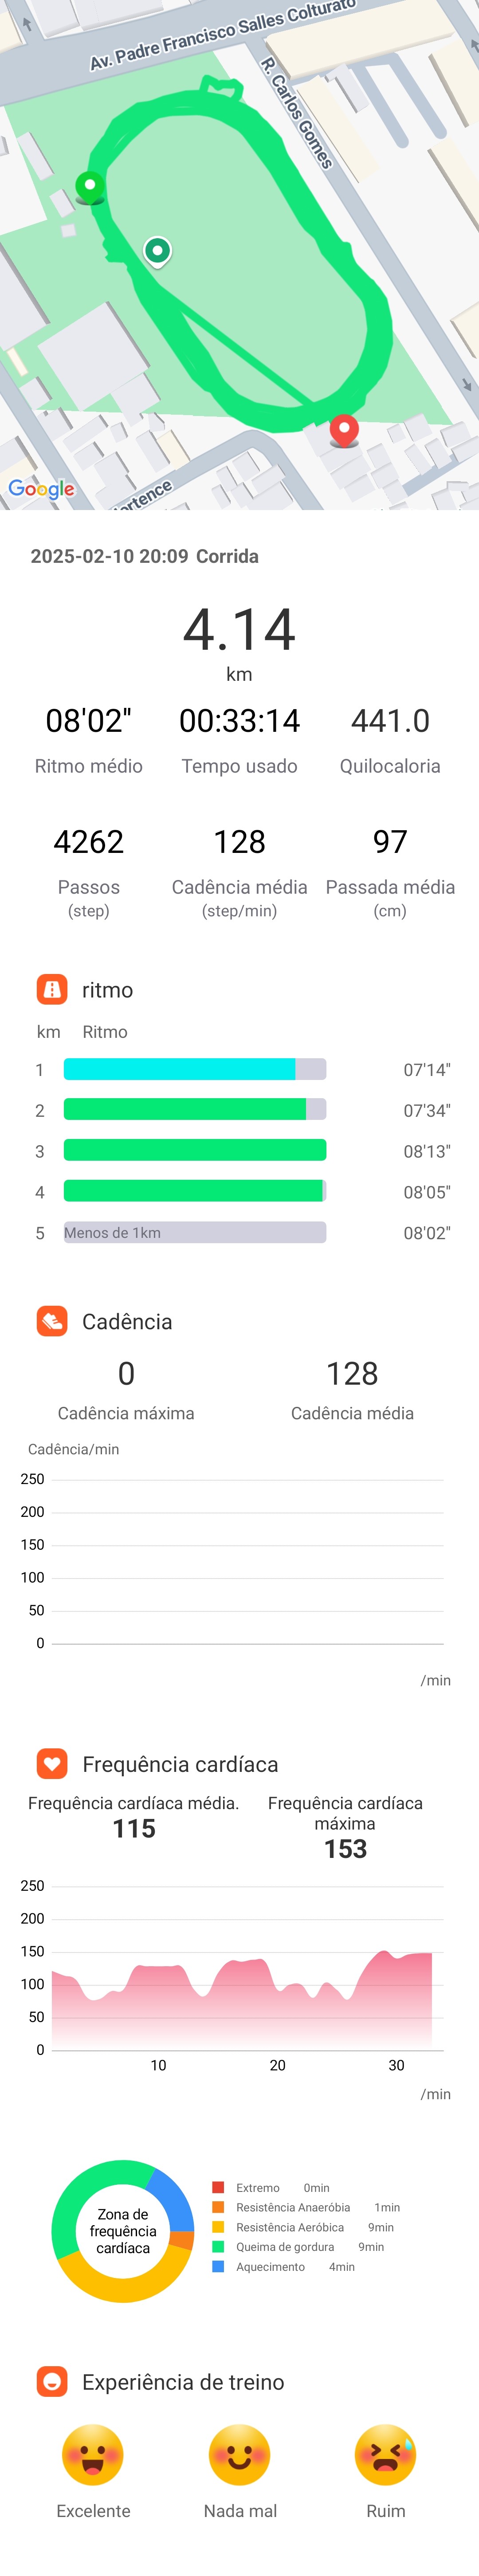 Av. Padre Francisco Salles Colturato
R. Carlos Gomes
Google
ortence
2025-02-10 20:09 Corrida
4.14
km
08'02" 00:33:14 441.0
Ritmo médio Tempo usado Quilocaloria
4262 128 97
Passos Cadência média Passada média
(step) (step/min) (cm)
ritmo
km Ritmo
1 07'14"
2 07'34"
3 08'13"
4 08'05"
5 Menos de 1km 08'02"
Cadência
0 128
Cadência máxima Cadência média
Cadência/min
250
200
150
100
50
0
/min
Frequência cardíaca
Frequência cardíaca média. Frequência cardíaca
máxima
115 153
250
200
150
100
50
0
10 20 30
/min
Zona de
frequência
cardíaca
Extremo 0min
Resistência Anaeróbia 1min
Resistência Aeróbica 9min
Queima de gordura 9min
Aquecimento 4min
Experiência de treino
Excelente Nada mal Ruim